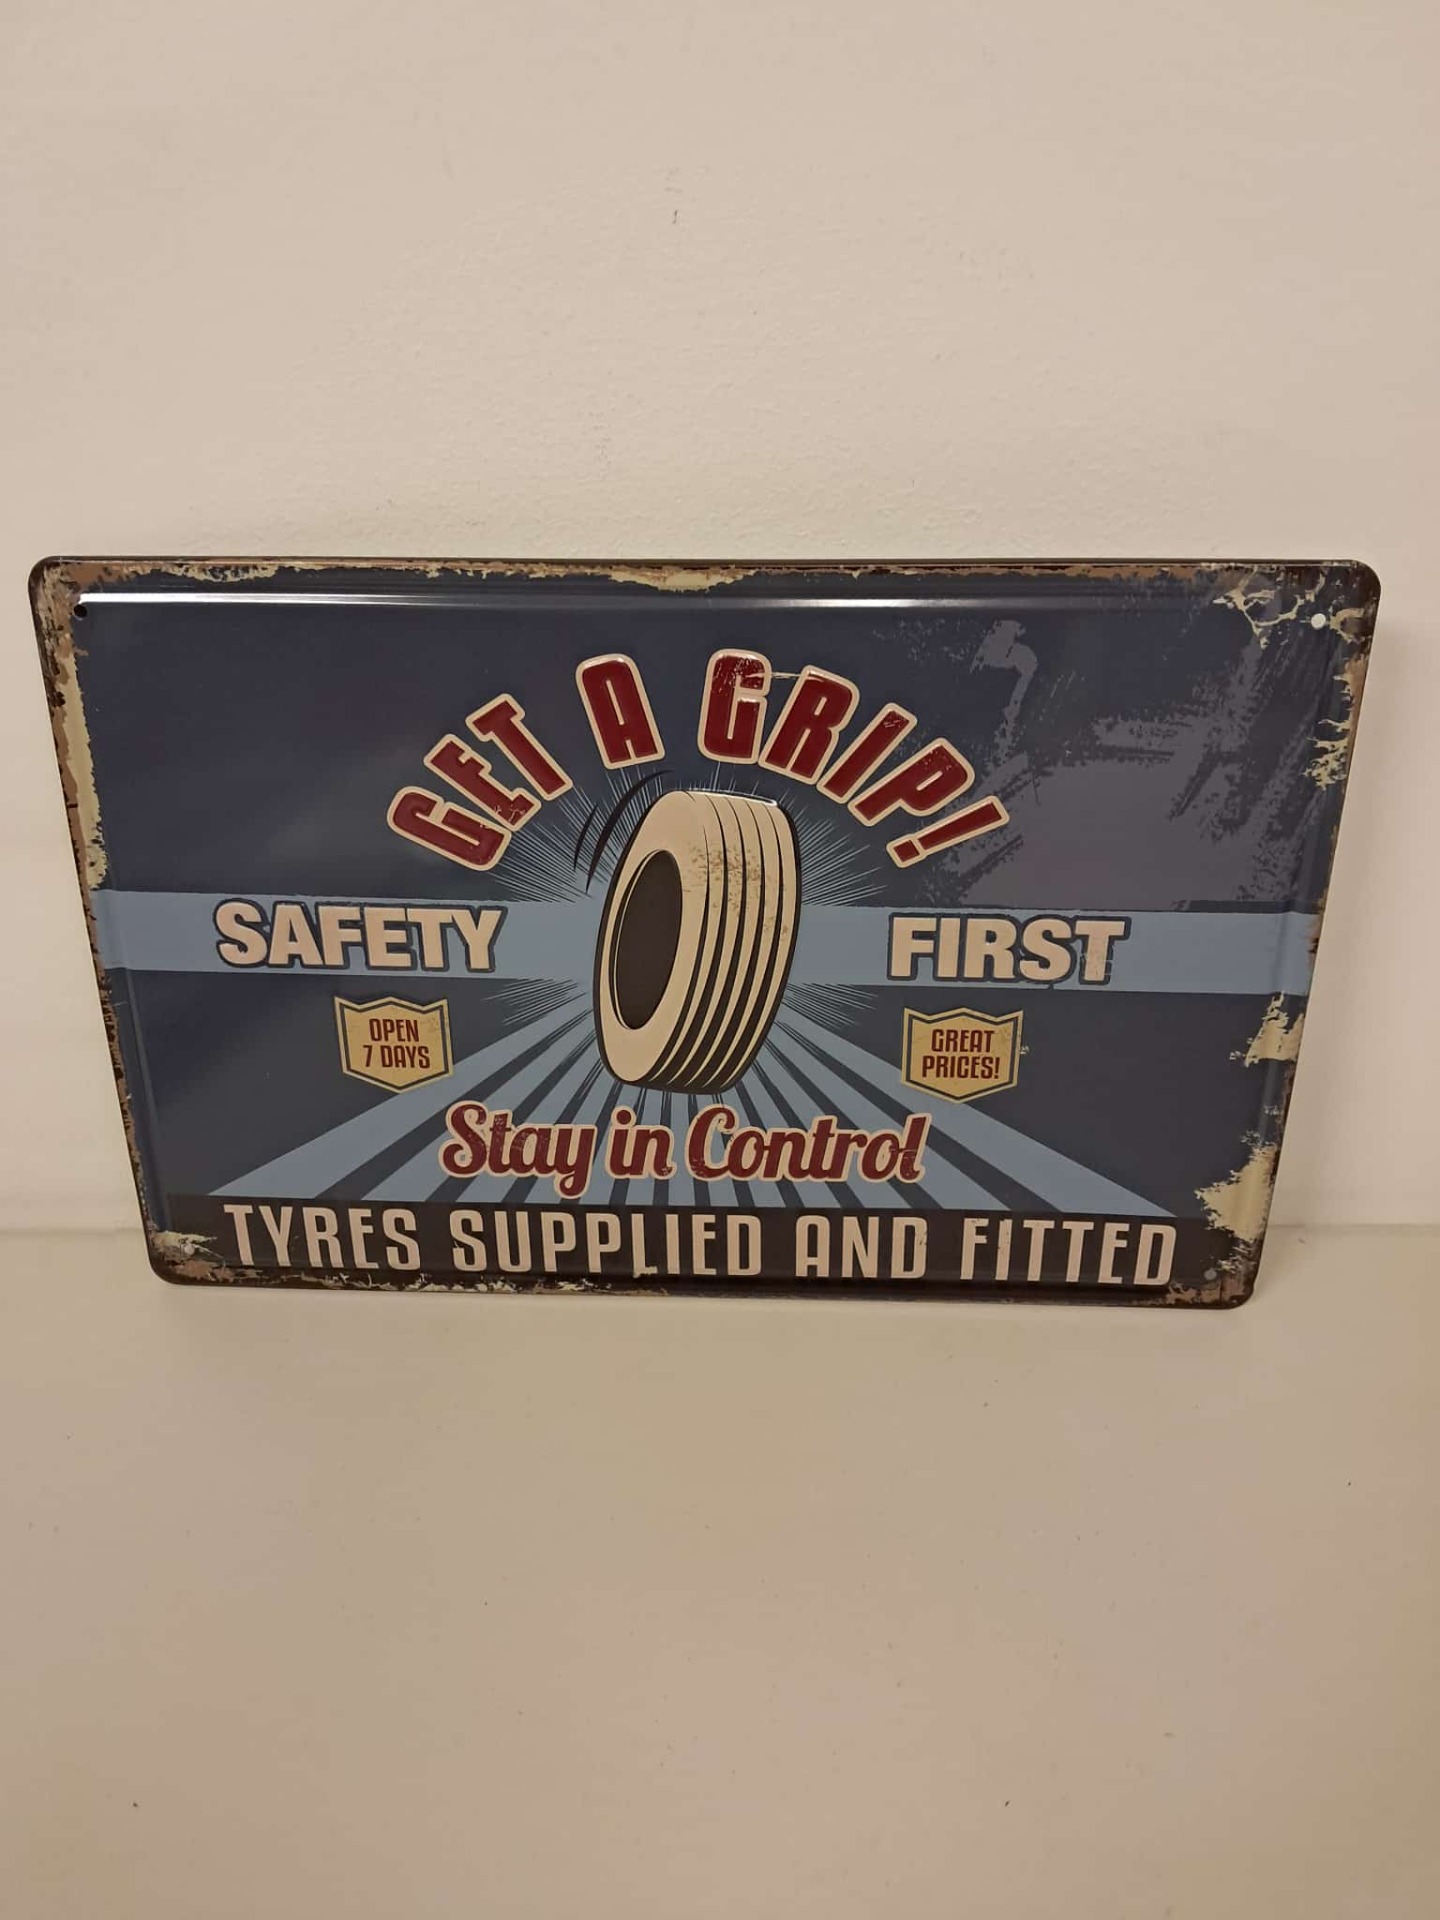 GET A GRIP!
SAFETY FIRST
OPEN
7 DAYS
GREAT
PRICES!
Stay in Control
TYRES SUPPLIED AND FITTED